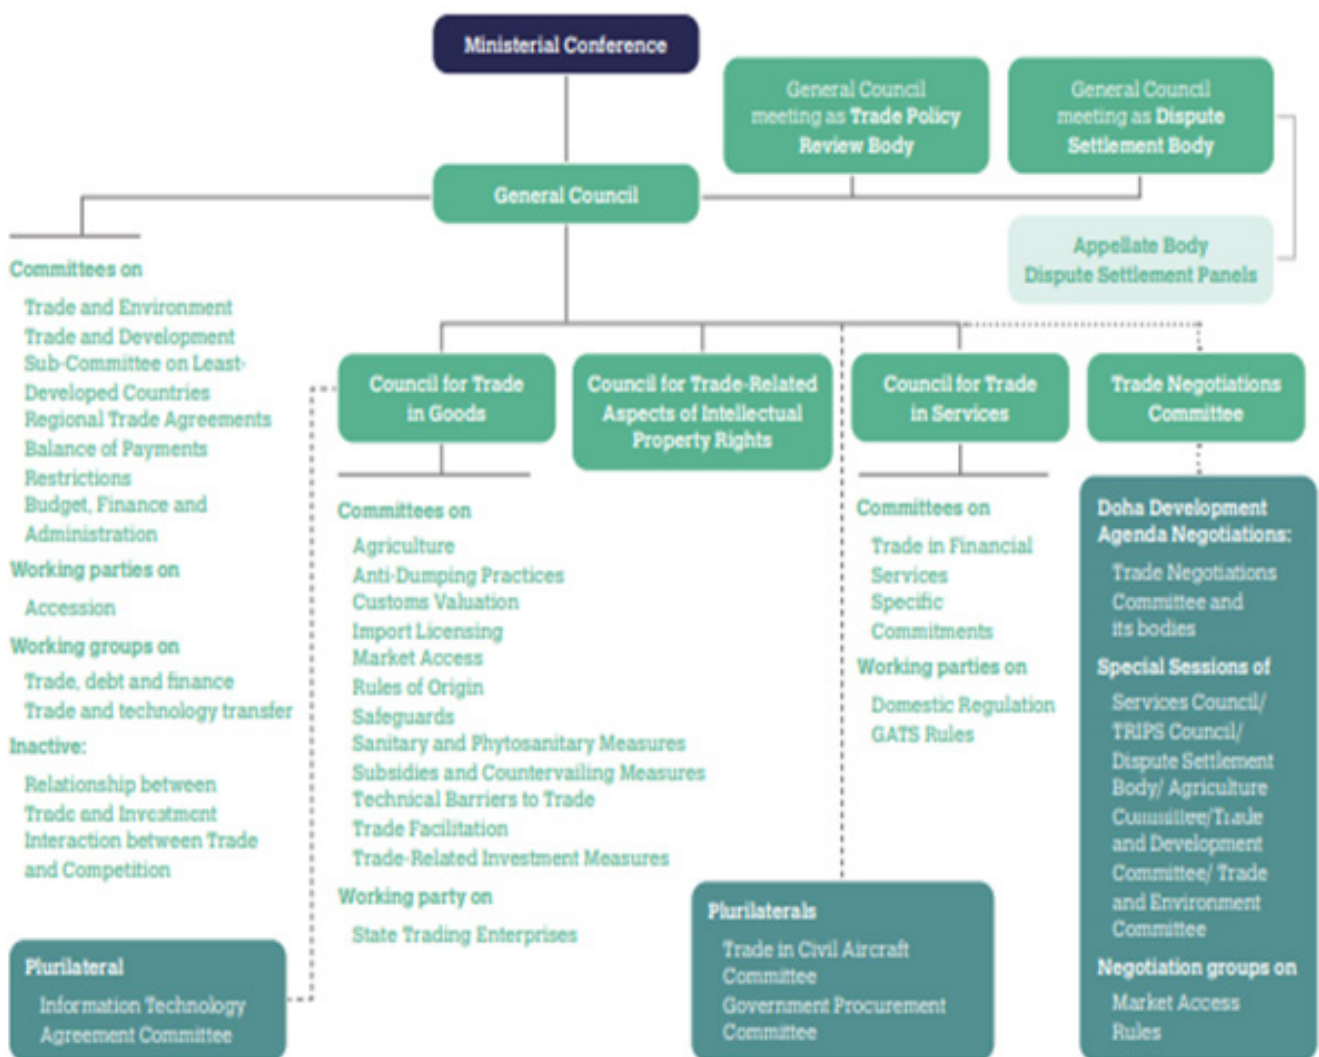 Ministerial Conference
General Council
meeting as Trade Policy
Review Body
General Council
meeting as Dispute
Settlement Body
General Council
Appellate Body
Dispute Settlement Panels
Committees on
Trade and Environment
Trade and Development
Sub-Committee on Least-
Developed Countries
Regional Trade Agreements
Balance of Payments
Restrictions
Budget, Finance and
Administration
Working parties on
Accession
Working groups on
Trade, debt and finance
Trade and technology transfer
Inactive:
Relationship between
Trade and Investment
Interaction between Trade
and Competition
Plurilateral
Information Technology
Agreement Committee
Council for Trade
in Goods
Committees on
Agriculture
Anti-Dumping Practices
Customs Valuation
Import Licensing
Market Access
Rules of Origin
Safeguards
Sanitary and Phytosanitary Measures
Subsidies and Countervailing Measures
Technical Barriers to Trade
Trade Facilitation
Trade-Related Investment Measures
Working party on
State Trading Enterprises
Council for Trade-Related
Aspects of Intellectual
Property Rights
Plurilaterals
Trade in Civil Aircraft
Committee
Government Procurement
Committee
Council for Trade
in Services
Committees on
Trade in Financial
Services
Specific
Commitments
Working parties on
Domestic Regulation
GATS Rules
Trade Negotiations
Committee
Doha Development
Agenda Negotiations:
Trade Negotiations
Committee and
its bodies
Special Sessions of
Services Council/
TRIPS Council/
Dispute Settlement
Body/ Agriculture
Committee/Trade
and Development
Committee/ Trade
and Environment
Committee
Negotiation groups on
Market Access
Rules